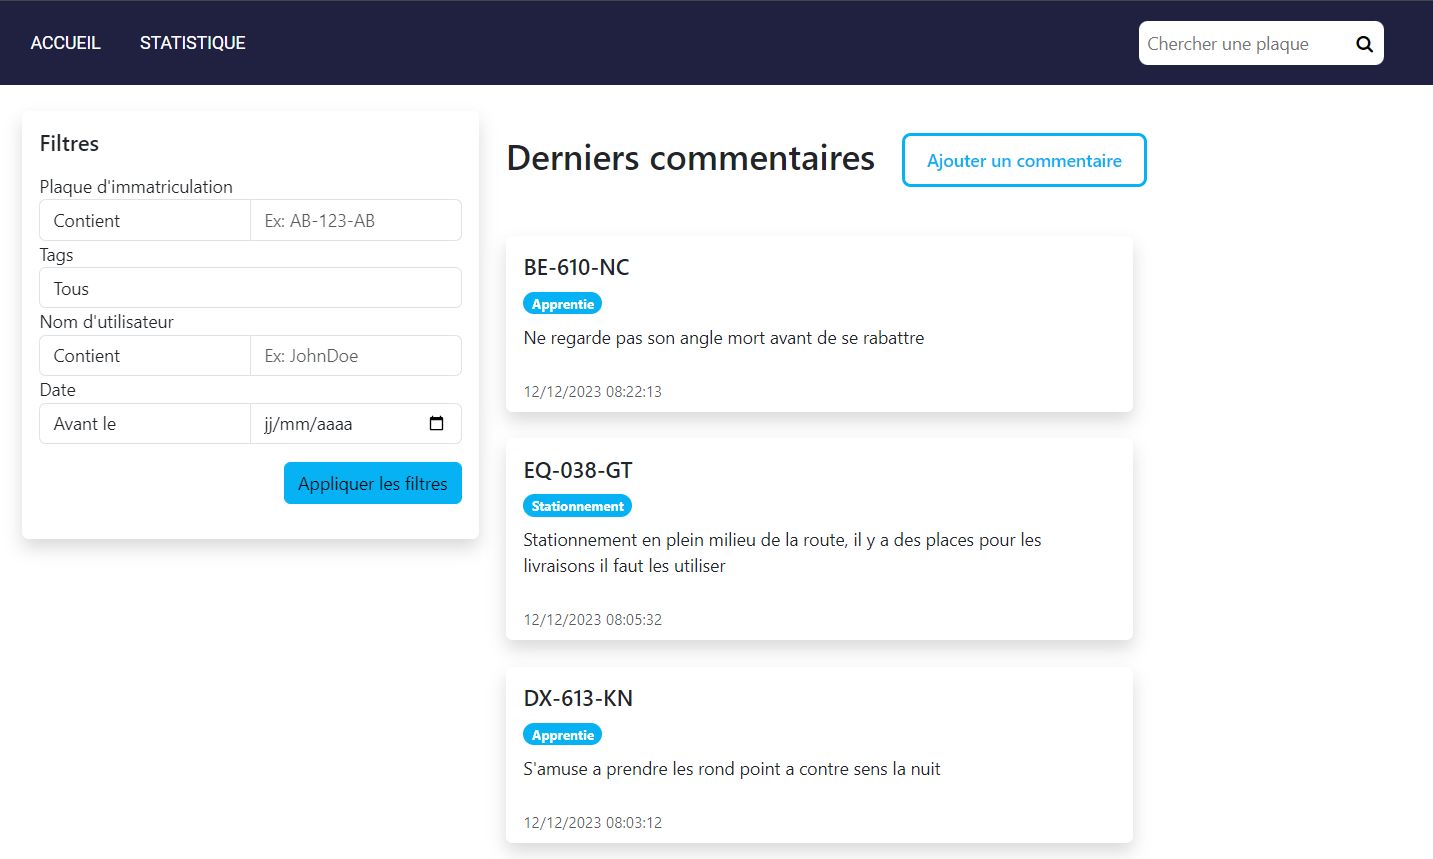 ACCUEIL STATISTIQUE Chercher une plaque
Filtres
Plaque d'immatriculation
Contient Ex: AB-123-AB
Tags
Tous
Nom d'utilisateur
Contient Ex: JohnDoe
Date
Avant le jj/mm/aaaa
Appliquer les filtres
Derniers commentaires Ajouter un commentaire
BE-610-NC
Apprentie
Ne regarde pas son angle mort avant de se rabattre
12/12/2023 08:22:13
EQ-038-GT
Stationnement
Stationnement en plein milieu de la route, il y a des places pour les
livraisons il faut les utiliser
12/12/2023 08:05:32
DX-613-KN
Apprentie
S'amuse a prendre les rond point a contre sens la nuit
12/12/2023 08:03:12